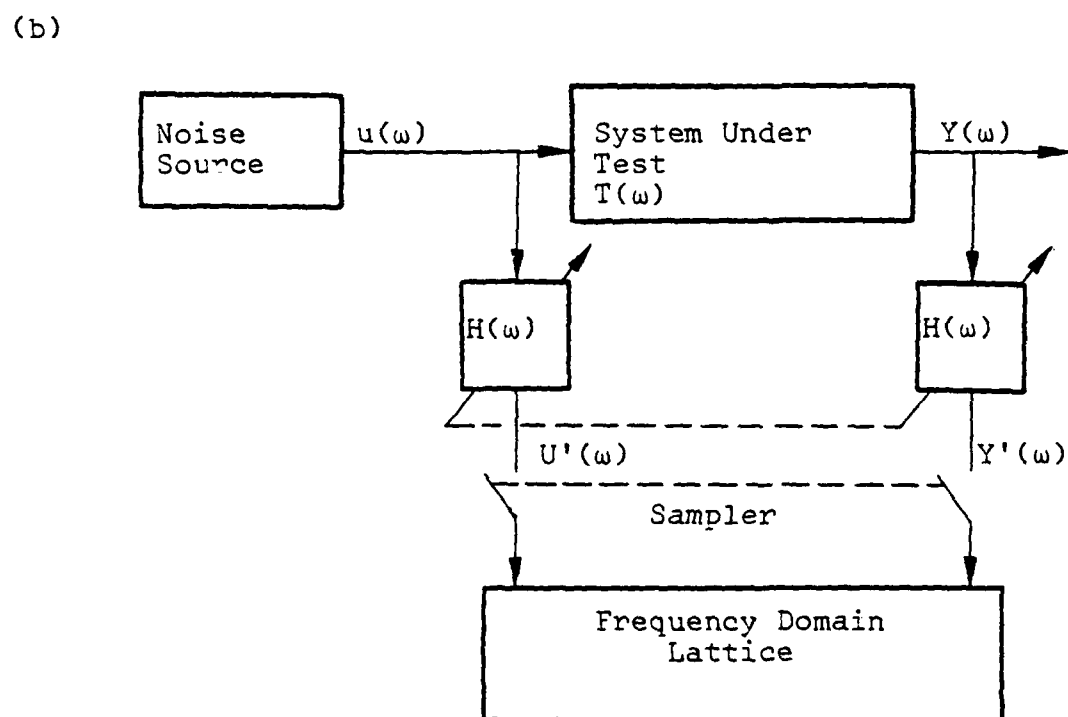 (b)
Noise
Source
u(ω)
System Under
Test
T(ω)
Y(ω)
H(ω)
H(ω)
U'(ω)
Y'(ω)
Sampler
Frequency Domain
Lattice